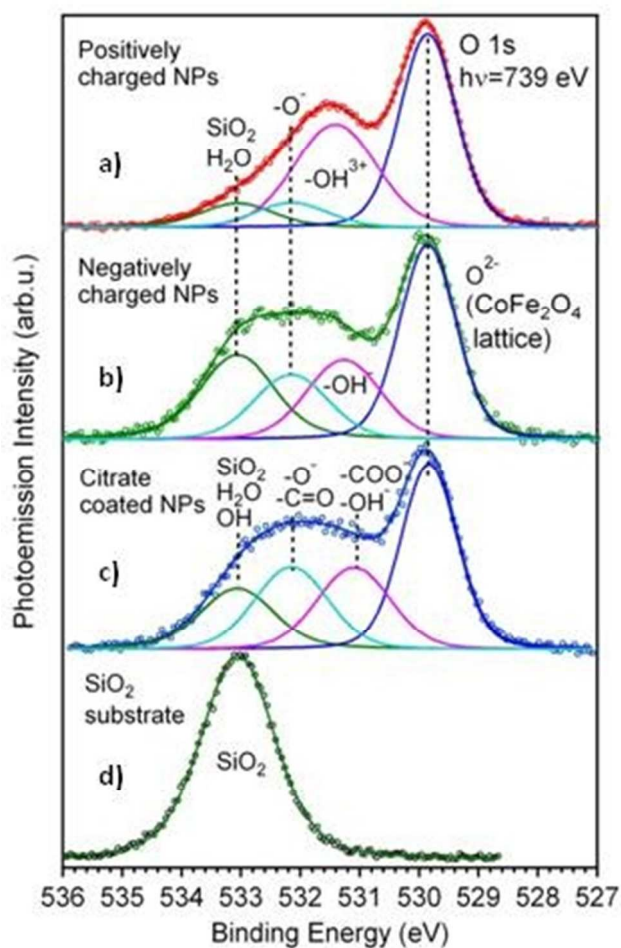 Positively
charged NPs
O 1s
hν=739 eV
-O⁻
SiO₂
H₂O
a)
-OH³⁺
Negatively
charged NPs
O²⁻
(CoFe₂O₄
lattice)
b)
-OH⁻
Citrate
coated NPs
SiO₂
H₂O
OH
-O⁻
-C=O
-COO⁻
-OH⁻
c)
SiO₂
substrate
SiO₂
d)
536 535 534 533 532 531 530 529 528 527
Binding Energy (eV)
Photoemission Intensity (arb.u.)